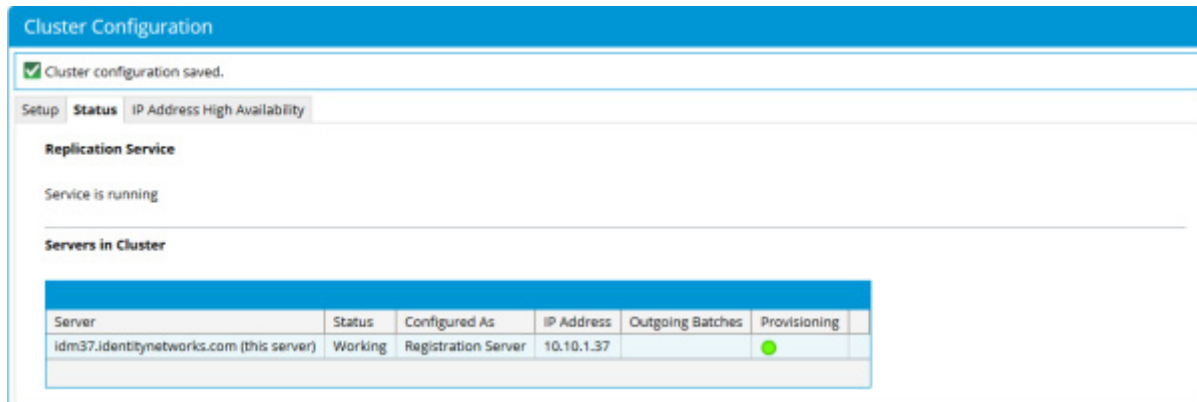 Cluster Configuration
Cluster configuration saved.
Setup Status IP Address High Availability
Replication Service
Service is running
Servers in Cluster
Server Status Configured As IP Address Outgoing Batches Provisioning
idm37.identitynetworks.com (this server) Working Registration Server 10.10.1.37